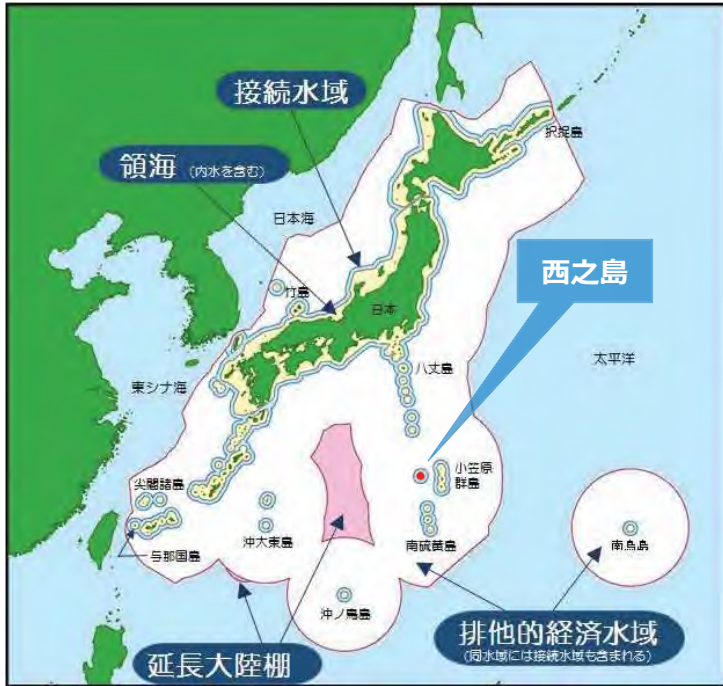 接続水域
領海 (内水を含む)
択捉島
日本海
西之島
竹島
日本
太平洋
八丈島
東シナ海
小笠原
群島
尖閣諸島
与那国島
沖大東島
南硫黄島
南鳥島
沖ノ鳥島
延長大陸棚
排他的経済水域
(同水域には接続水域も含まれる)